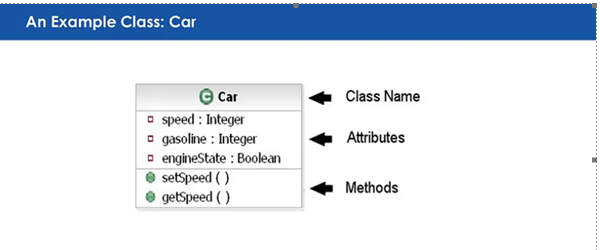 An Example Class: Car
C Car
Class Name
speed : Integer
gasoline : Integer
Attributes
engineState : Boolean
setSpeed ( )
Methods
getSpeed ( )